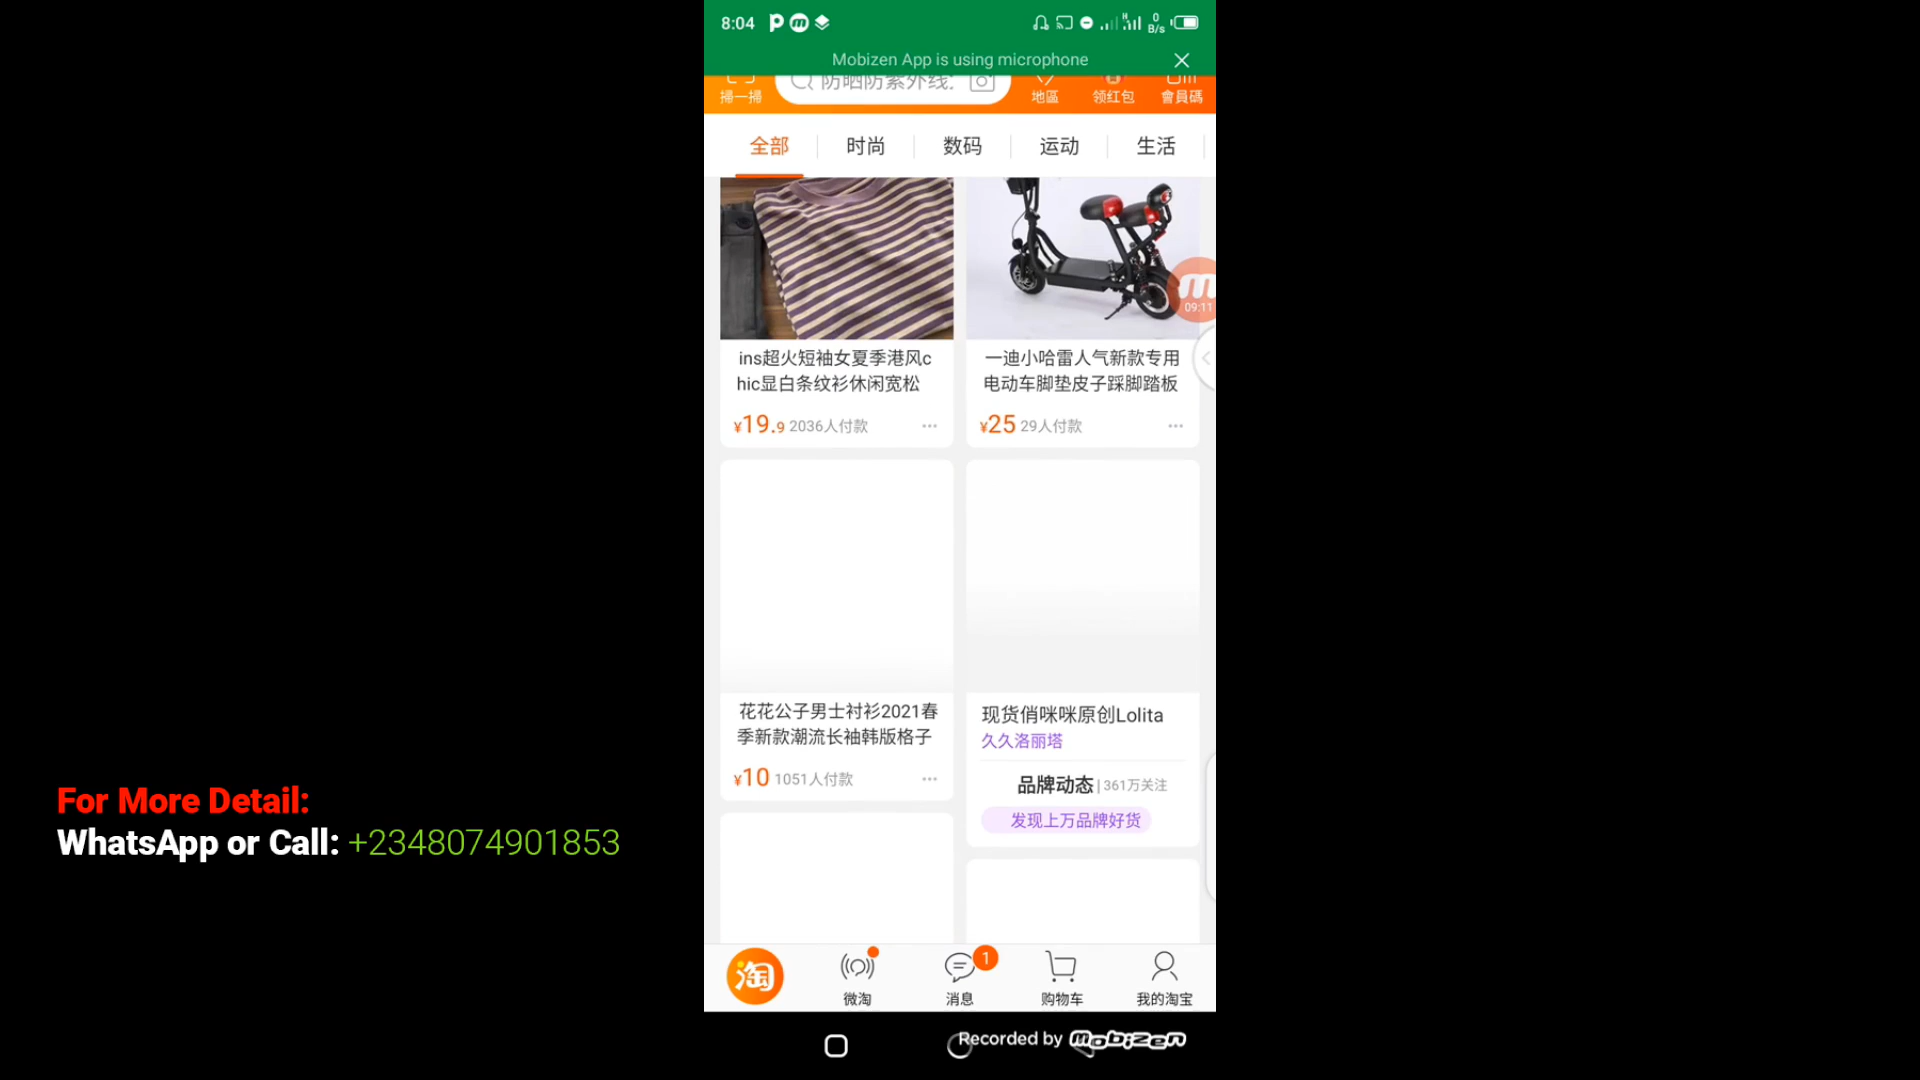 8:04
0
B/s
Mobizen App is using microphone
掃一掃
防晒防紫外线
地區
领红包
會員碼
全部
时尚
数码
运动
生活
m
09:11
ins超火短袖女夏季港风c
hic显白条纹衫休闲宽松
¥19.9 2036人付款
一迪小哈雷人气新款专用
电动车脚垫皮子踩脚踏板
¥25 29人付款
花花公子男士衬衫2021春
季新款潮流长袖韩版格子
¥10 1051人付款
现货俏咪咪原创Lolita
久久洛丽塔
品牌动态 | 361万关注
发现上万品牌好货
For More Detail:
WhatsApp or Call: +2348074901853
淘
微淘
1
消息
购物车
我的淘宝
Recorded by mobizen